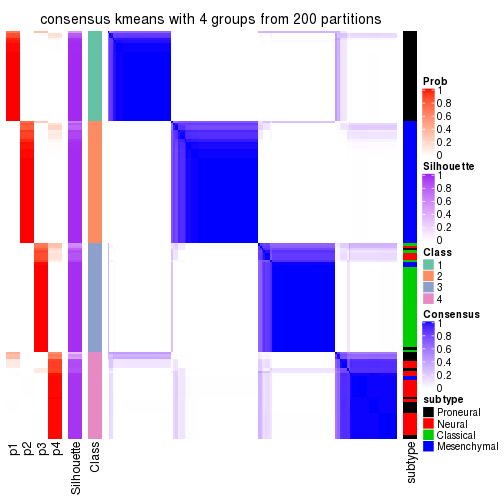 consensus kmeans with 4 groups from 200 partitions
Prob
1
0.8
0.6
0.4
0.2
0
Silhouette
1
0.8
0.6
0.4
0.2
0
Class
1
2
3
4
Consensus
1
0.8
0.6
0.4
0.2
0
subtype
Proneural
Neural
Classical
Mesenchymal
p1
p2
p3
p4
Silhouette
Class
subtype